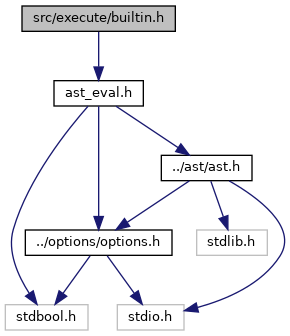 src/execute/builtin.h
ast_eval.h
../ast/ast.h
../options/options.h
stdlib.h
stdbool.h
stdio.h